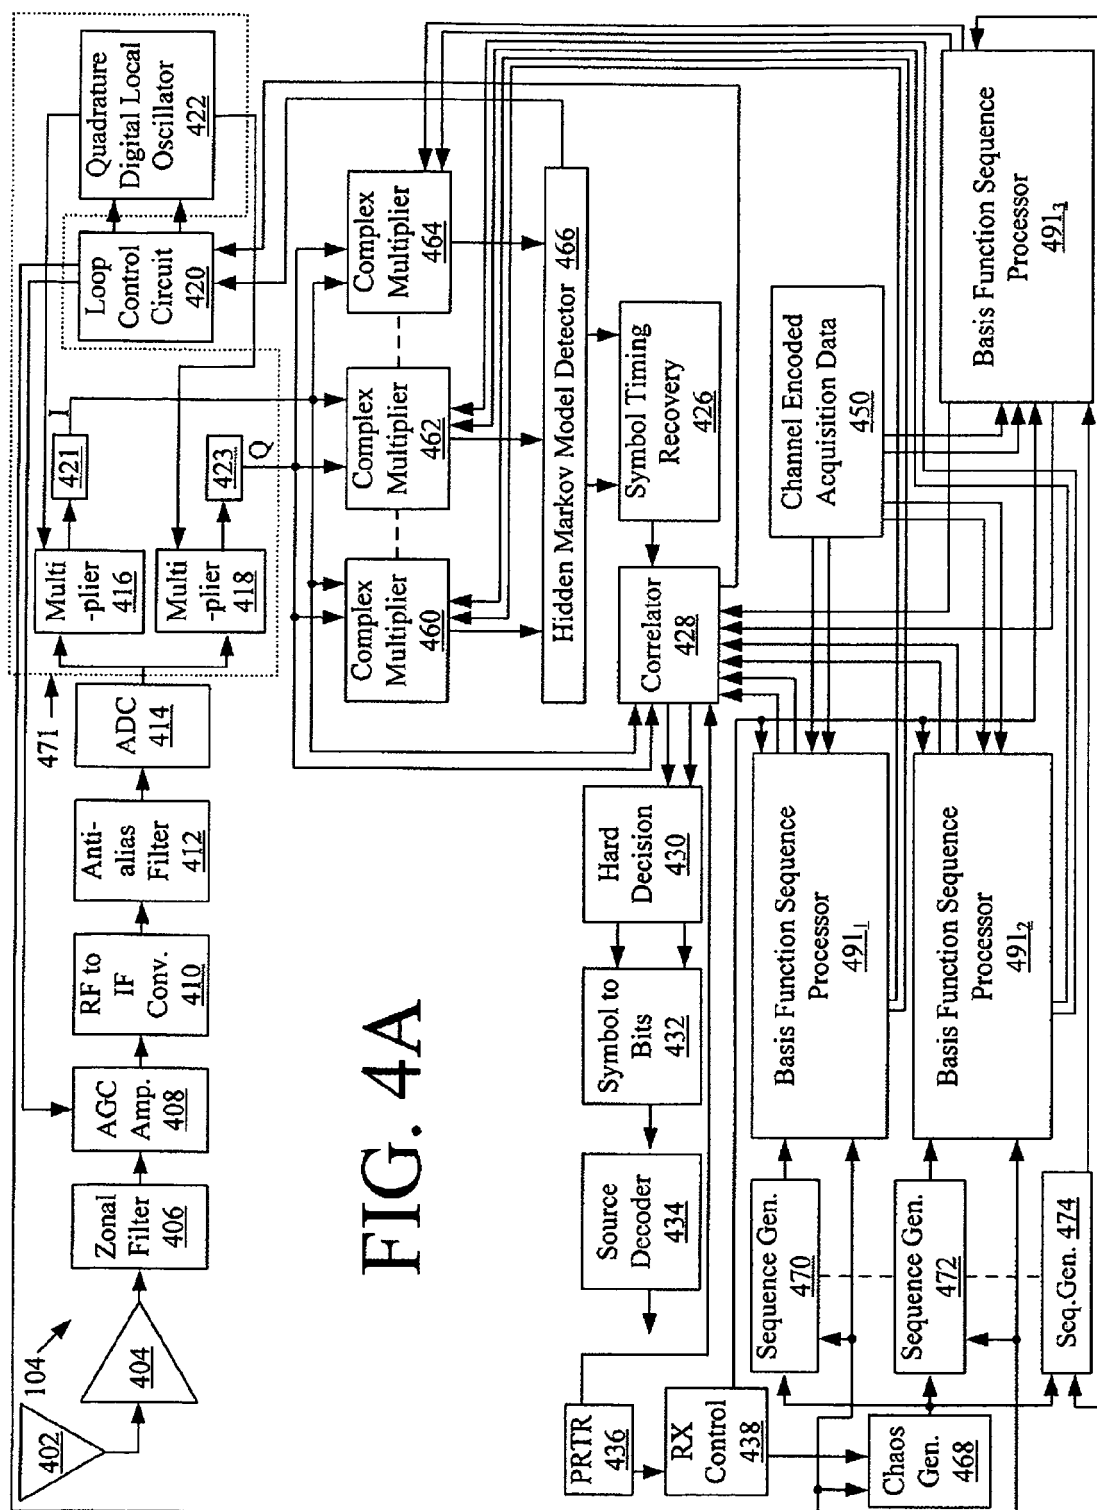 104
402
404
Zonal
Filter
406
AGC
Amp.
408
RF to
IF
Conv.
410
Anti-
alias
Filter
412
ADC
414
471
Multi
-plier
416
Multi
-plier
418
421
I
423
Q
Loop
Control
Circuit
420
Quadrature
Digital Local
Oscillator
422
FIG. 4A
Complex
Multiplier
460
Complex
Multiplier
462
Complex
Multiplier
464
Hidden Markov Model Detector 466
Symbol Timing
Recovery
426
Correlator
428
Hard
Decision
430
Symbol to
Bits
432
Source
Decoder
434
PRTR
436
RX
Control
438
Channel Encoded
Acquisition Data
450
Chaos
Gen.
468
Sequence Gen.
470
Sequence Gen.
472
Seq.Gen. 474
Basis Function Sequence
Processor
491₁
Basis Function Sequence
Processor
491₂
Basis Function Sequence
Processor
491₃